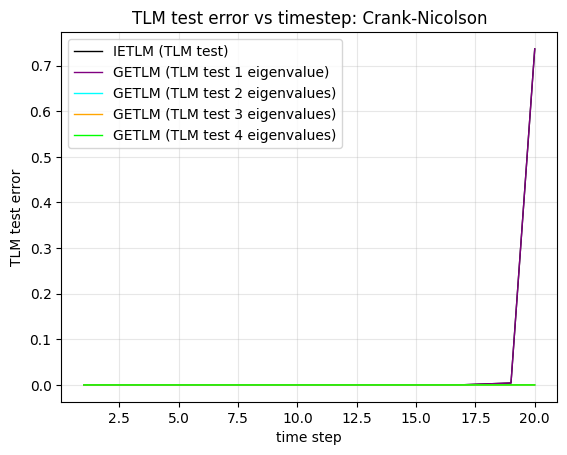 TLM test error vs timestep: Crank-Nicolson
IETLM (TLM test)
GETLM (TLM test 1 eigenvalue)
GETLM (TLM test 2 eigenvalues)
GETLM (TLM test 3 eigenvalues)
GETLM (TLM test 4 eigenvalues)
TLM test error
0.7
0.6
0.5
0.4
0.3
0.2
0.1
0.0
2.5 5.0 7.5 10.0 12.5 15.0 17.5 20.0
time step